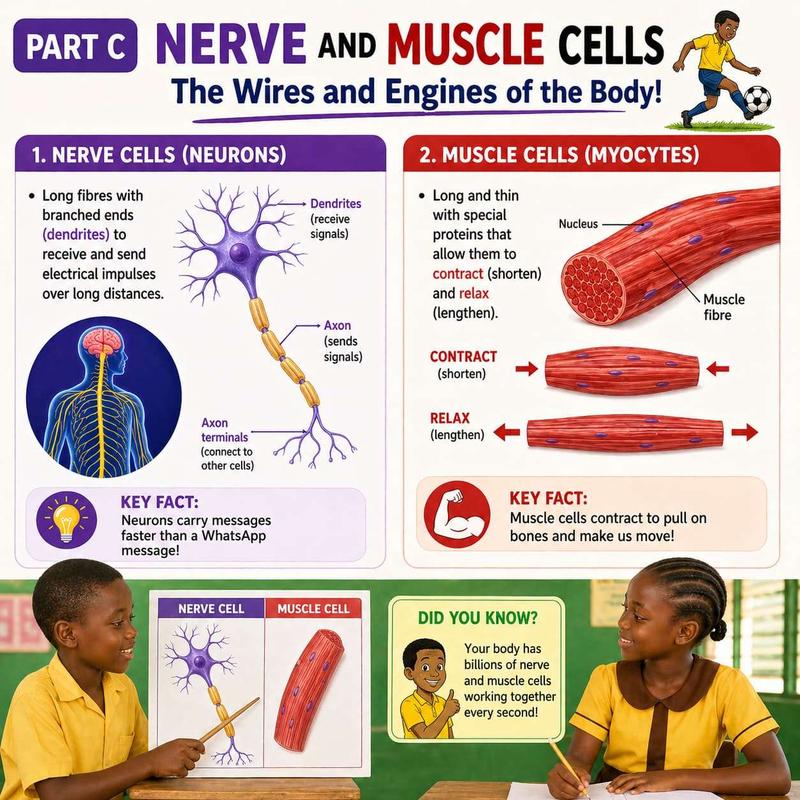 PART C
NERVE AND MUSCLE CELLS
The Wires and Engines of the Body!
1. NERVE CELLS (NEURONS)
• Long fibres with
branched ends
(dendrites) to
receive and send
electrical impulses
over long distances.
Dendrites
(receive
signals)
Axon
(sends
signals)
Axon
terminals
(connect to
other cells)
KEY FACT:
Neurons carry messages
faster than a WhatsApp
message!
2. MUSCLE CELLS (MYOCYTES)
• Long and thin
with special
proteins that
allow them to
contract (shorten)
and relax
(lengthen).
Nucleus
Muscle
fibre
CONTRACT
(shorten)
RELAX
(lengthen)
KEY FACT:
Muscle cells contract to pull on
bones and make us move!
NERVE CELL
MUSCLE CELL
DID YOU KNOW?
Your body has
billions of nerve
and muscle cells
working together
every second!